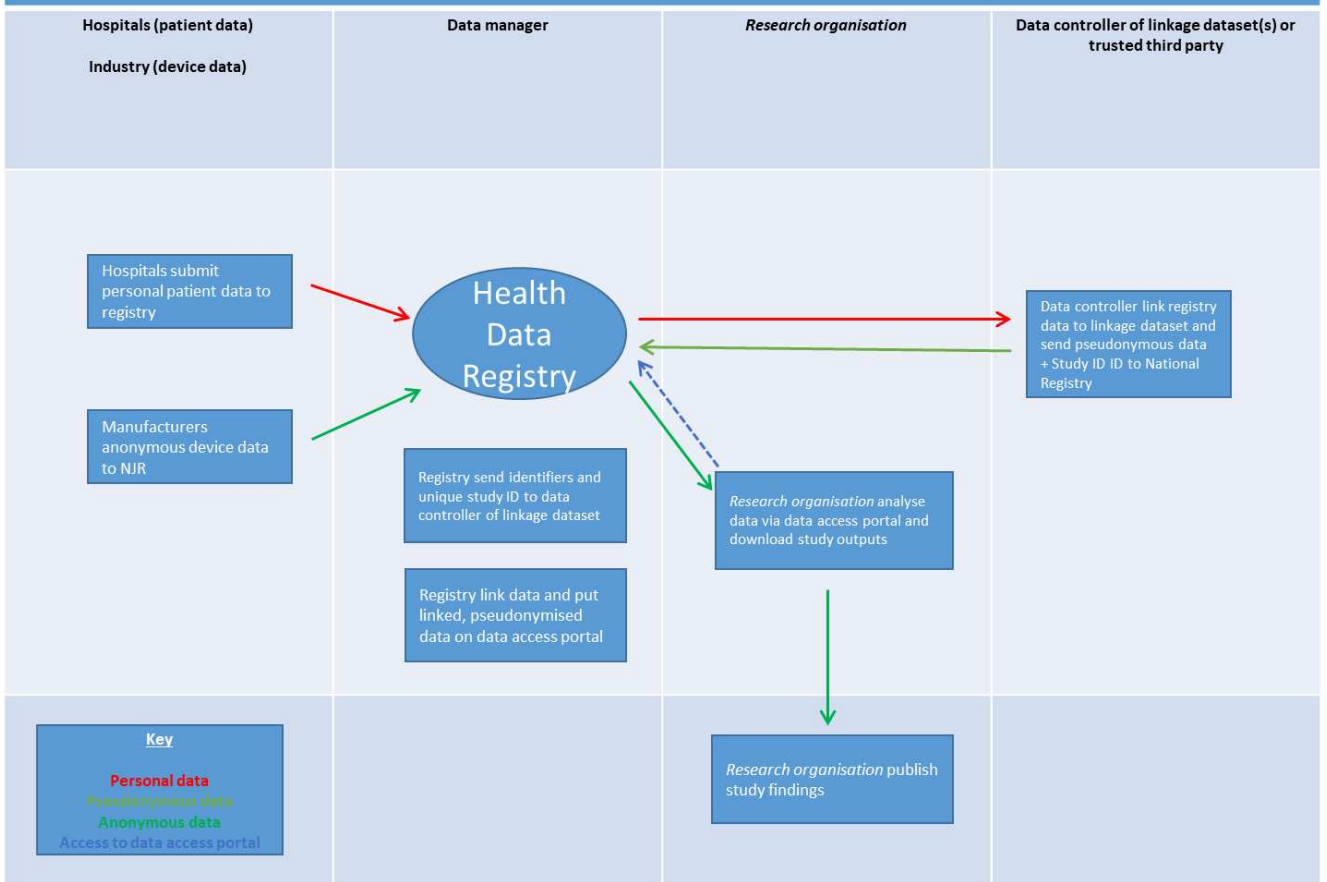 Hospitals (patient data)
Industry (device data)
Data manager
Research organisation
Data controller of linkage dataset(s) or
trusted third party
Hospitals submit
personal patient data to
registry
Manufacturers
anonymous device data
to NJR
Health
Data
Registry
Registry send identifiers and
unique study ID to data
controller of linkage dataset
Registry link data and put
linked, pseudonymised
data on data access portal
Research organisation analyse
data via data access portal and
download study outputs
Data controller link registry
data to linkage dataset and
send pseudonymous data
+ Study ID ID to National
Registry
Research organisation publish
study findings
Key
Personal data
Pseudonymous data
Anonymous data
Access to data access portal